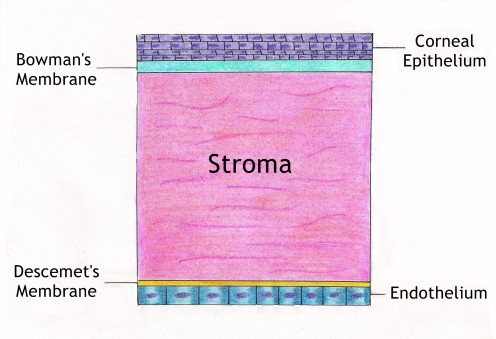 Corneal
Epithelium
Bowman's
Membrane
Stroma
Descemet's
Membrane
Endothelium